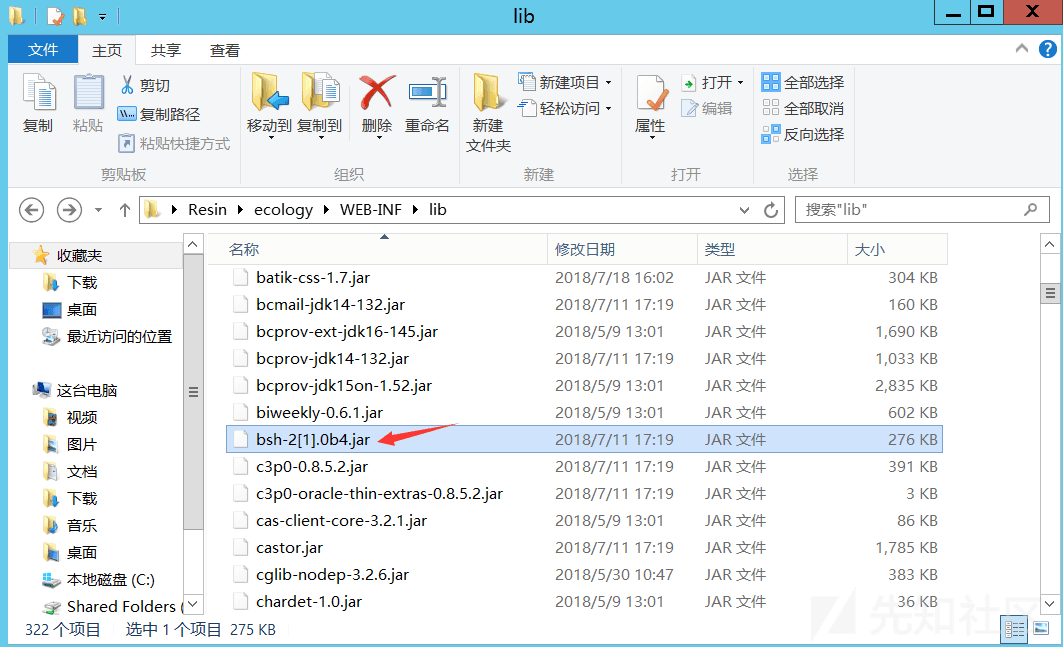 lib
文件 主页 共享 查看
复制 粘贴 剪切 复制路径 粘贴快捷方式
移动到 复制到 删除 重命名
新建文件夹 新建项目 轻松访问
属性 打开 编辑
全部选择 全部取消 反向选择
剪贴板 组织 新建 打开 选择
Resin ecology WEB-INF lib 搜索"lib"
收藏夹
下载
桌面
最近访问的位置
这台电脑
视频
图片
文档
下载
音乐
桌面
本地磁盘 (C:)
Shared Folders (
名称 修改日期 类型 大小
batik-css-1.7.jar 2018/7/18 16:02 JAR 文件 304 KB
bcmail-jdk14-132.jar 2018/7/11 17:19 JAR 文件 160 KB
bcprov-ext-jdk16-145.jar 2018/5/9 13:01 JAR 文件 1,690 KB
bcprov-jdk14-132.jar 2018/7/11 17:19 JAR 文件 1,033 KB
bcprov-jdk15on-1.52.jar 2018/5/9 13:01 JAR 文件 2,835 KB
biweekly-0.6.1.jar 2018/5/9 13:01 JAR 文件 602 KB
bsh-2[1].0b4.jar 2018/7/11 17:19 JAR 文件 276 KB
c3p0-0.8.5.2.jar 2018/7/11 17:19 JAR 文件 391 KB
c3p0-oracle-thin-extras-0.8.5.2.jar 2018/7/11 17:19 JAR 文件 3 KB
cas-client-core-3.2.1.jar 2018/5/9 13:01 JAR 文件 86 KB
castor.jar 2018/7/11 17:19 JAR 文件 1,785 KB
cglib-nodep-3.2.6.jar 2018/5/30 10:47 JAR 文件 383 KB
chardet-1.0.jar 2018/5/9 13:01 JAR 文件 36 KB
322 个项目 选中 1 个项目 275 KB
先知社区